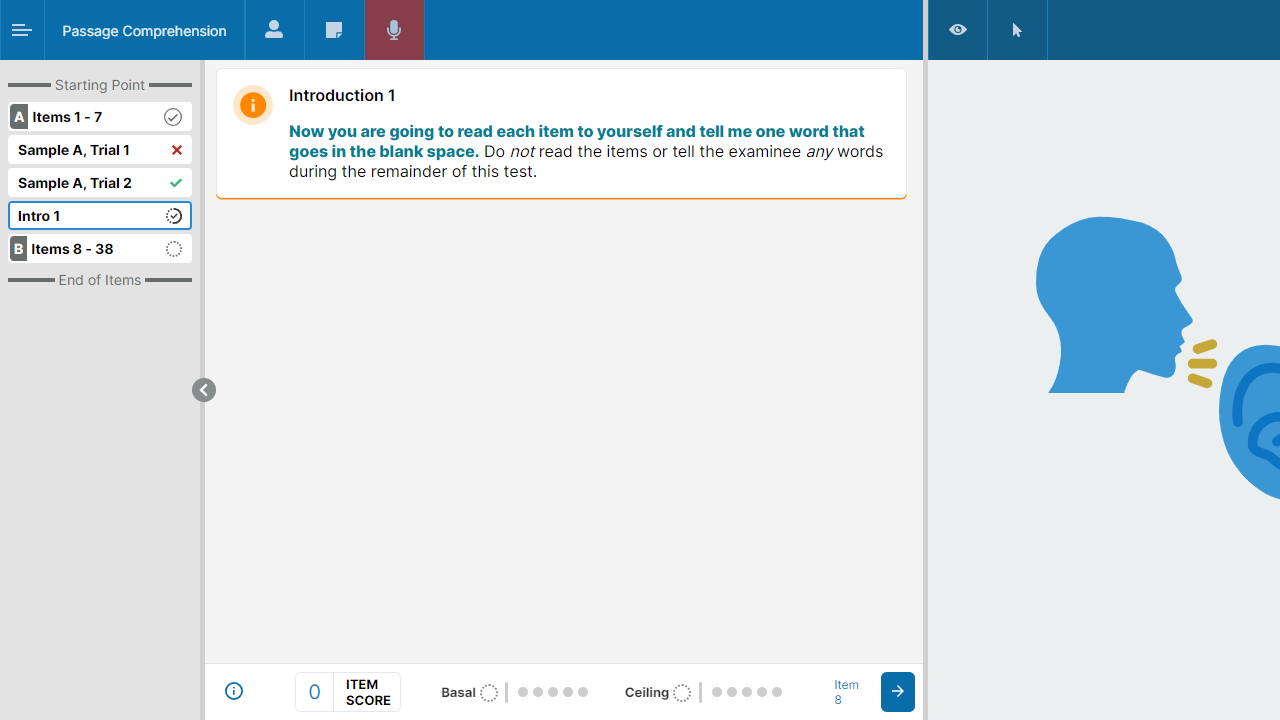 Passage Comprehension
Starting Point
A Items 1 - 7
Sample A, Trial 1
Sample A, Trial 2
Intro 1
B Items 8 - 38
End of Items
Introduction 1
Now you are going to read each item to yourself and tell me one word that
goes in the blank space. Do not read the items or tell the examinee any words
during the remainder of this test.
0 ITEM
SCORE
Basal
Ceiling
Item
8